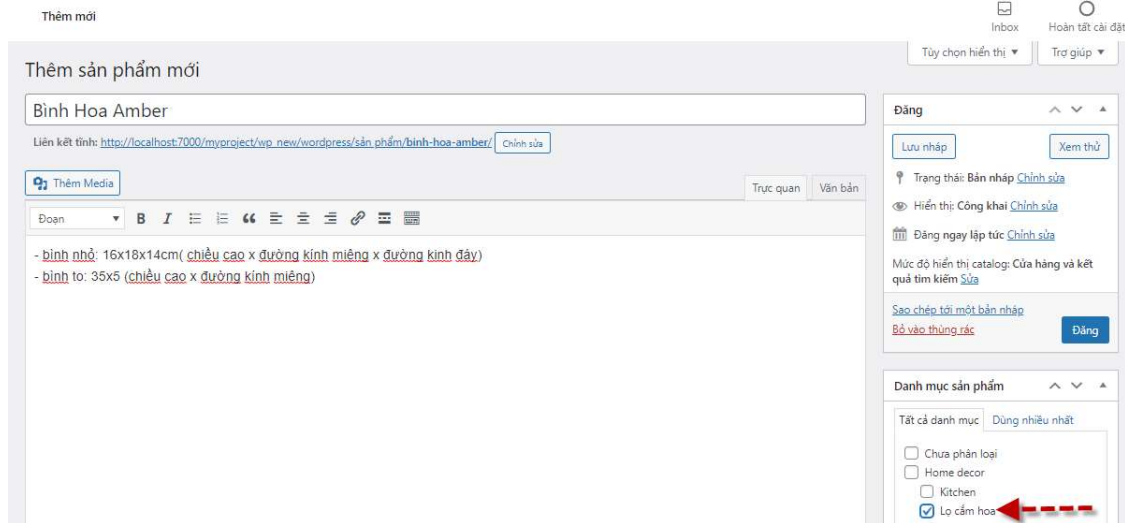 Thêm mới
Inbox
Hoàn tất cài đặt
Tùy chọn hiển thị ▼
Trợ giúp ▼
Thêm sản phẩm mới
Bình Hoa Amber
Liên kết tĩnh: http://localhost:7000/myproject/wp_new/wordpress/sản phẩm/binh-hoa-amber/ Chỉnh sửa
Thêm Media
Trực quan
Văn bản
Đoạn
- bình nhỏ: 16x18x14cm( chiều cao x đường kính miệng x đường kinh đáy)
- bình to: 35x5 (chiều cao x đường kính miệng)
Đăng
Lưu nháp
Xem thử
Trạng thái: Bản nháp Chỉnh sửa
Hiển thị: Công khai Chỉnh sửa
Đăng ngay lập tức Chỉnh sửa
Mức độ hiển thị catalog: Cửa hàng và kết
quả tìm kiếm Sửa
Sao chép tới một bản nháp
Bỏ vào thùng rác
Đăng
Danh mục sản phẩm
Tất cả danh mục
Dùng nhiều nhất
Chưa phân loại
Home decor
Kitchen
Lọ cắm hoa